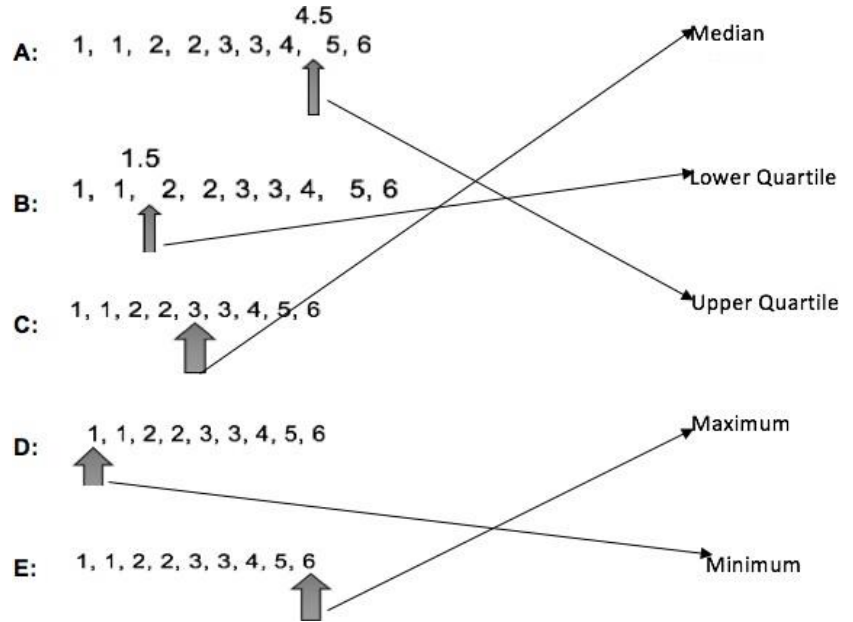 4.5
A: 1, 1, 2, 2, 3, 3, 4, 5, 6
Median
1.5
B: 1, 1, 2, 2, 3, 3, 4, 5, 6
Lower Quartile
C: 1, 1, 2, 2, 3, 3, 4, 5, 6
Upper Quartile
D: 1, 1, 2, 2, 3, 3, 4, 5, 6
Maximum
E: 1, 1, 2, 2, 3, 3, 4, 5, 6
Minimum